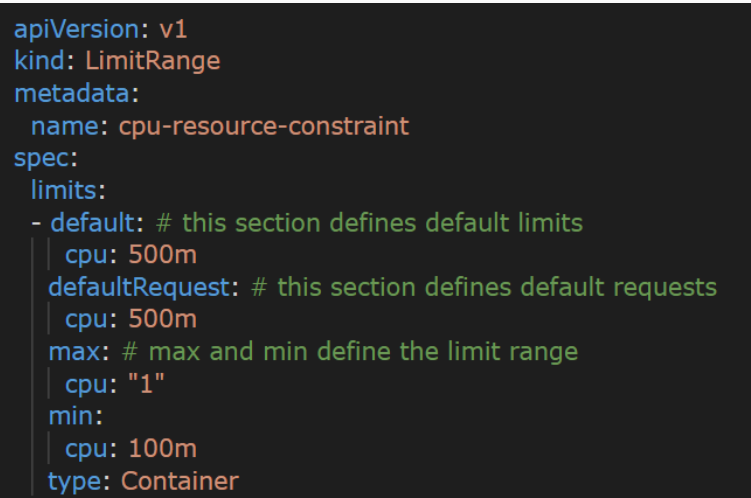 apiVersion: v1
kind: LimitRange
metadata:
  name: cpu-resource-constraint
spec:
  limits:
  - default: # this section defines default limits
      cpu: 500m
    defaultRequest: # this section defines default requests
      cpu: 500m
    max: # max and min define the limit range
      cpu: "1"
    min:
      cpu: 100m
    type: Container